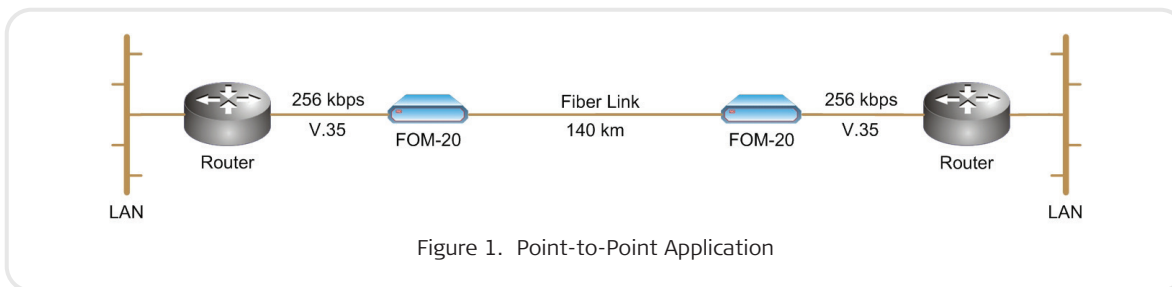 256 kbps
V.35
Router
FOM-20
Fiber Link
140 km
FOM-20
256 kbps
V.35
Router
LAN
LAN
Figure 1. Point-to-Point Application